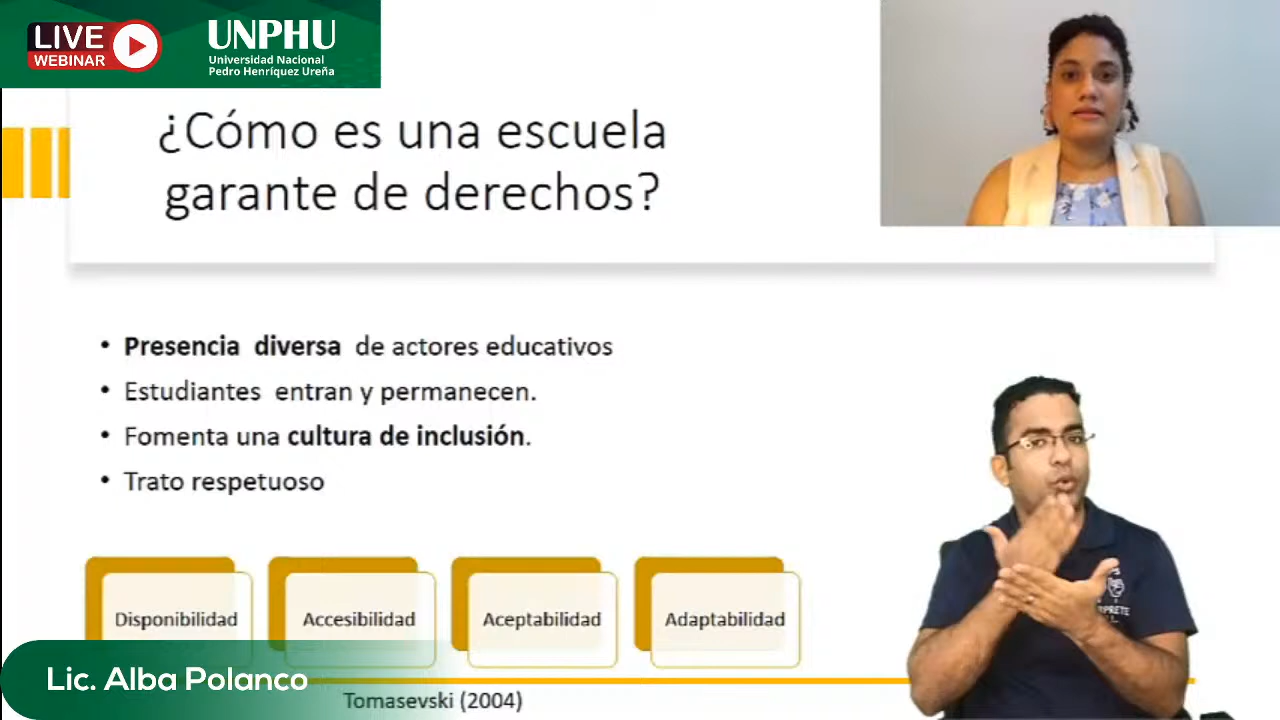 LIVE
WEBINAR
UNPHU
Universidad Nacional
Pedro Henríquez Ureña
¿Cómo es una escuela
garante de derechos?
• Presencia diversa de actores educativos
• Estudiantes entran y permanecen.
• Fomenta una cultura de inclusión.
• Trato respetuoso
Disponibilidad
Accesibilidad
Aceptabilidad
Adaptabilidad
Lic. Alba Polanco
Tomasevski (2004)